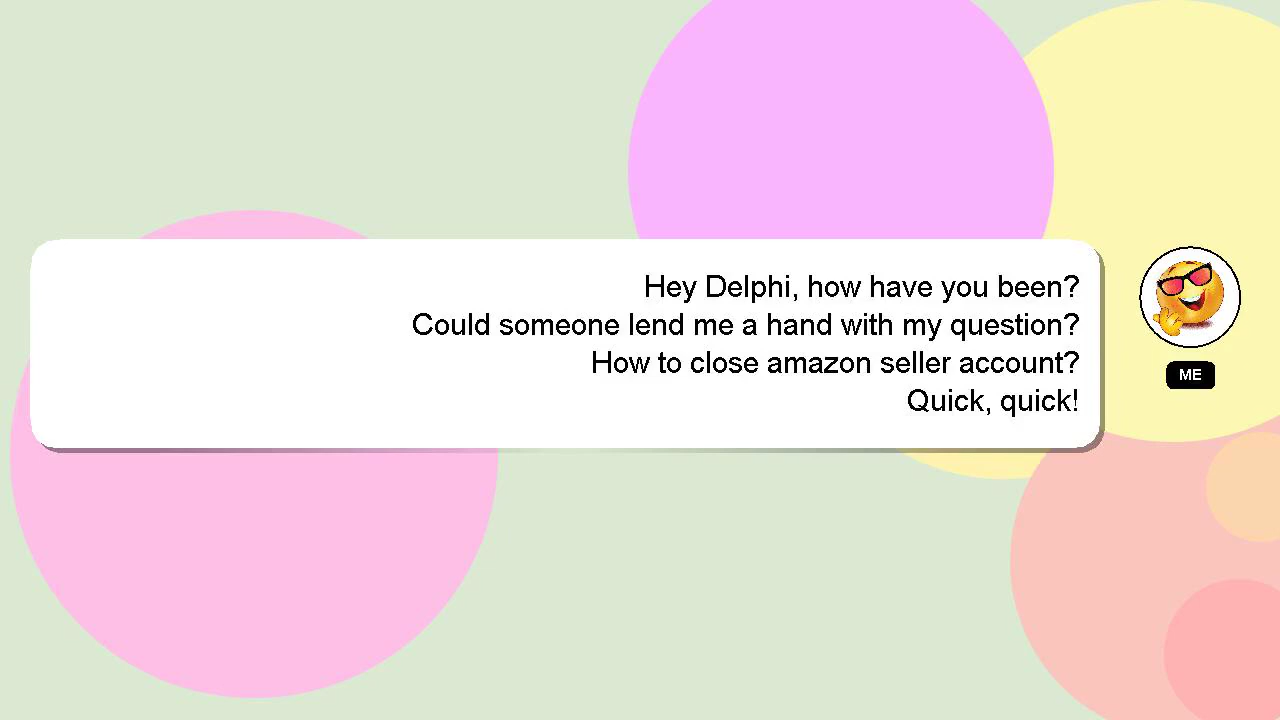 Hey Delphi, how have you been?
Could someone lend me a hand with my question?
How to close amazon seller account?
Quick, quick!
ME